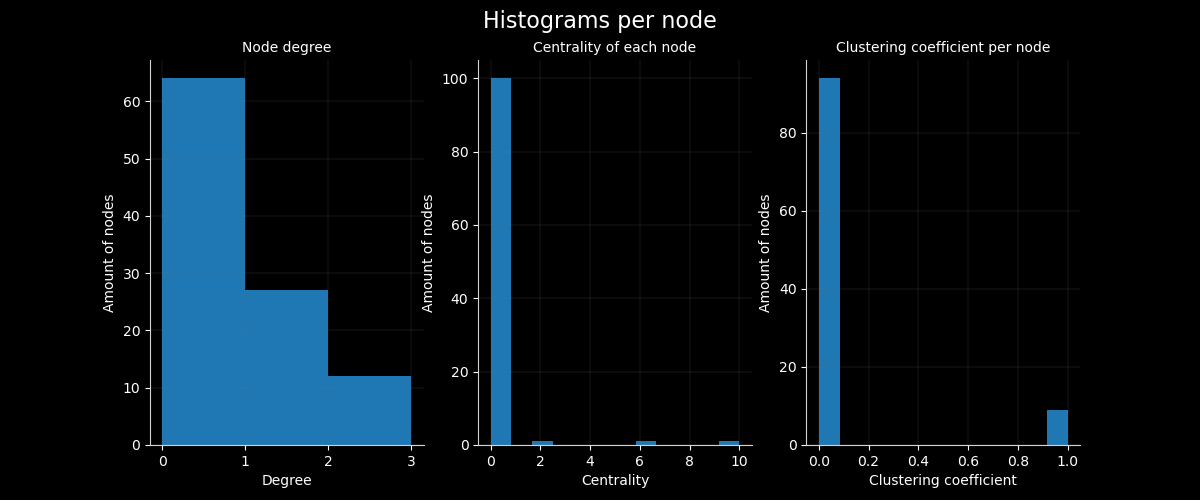 Histograms per node
Node degree
Amount of nodes
60
50
40
30
20
10
0
0 1 2 3
Degree
Centrality of each node
Amount of nodes
100
80
60
40
20
0
0 2 4 6 8 10
Centrality
Clustering coefficient per node
Amount of nodes
80
60
40
20
0
0.0 0.2 0.4 0.6 0.8 1.0
Clustering coefficient